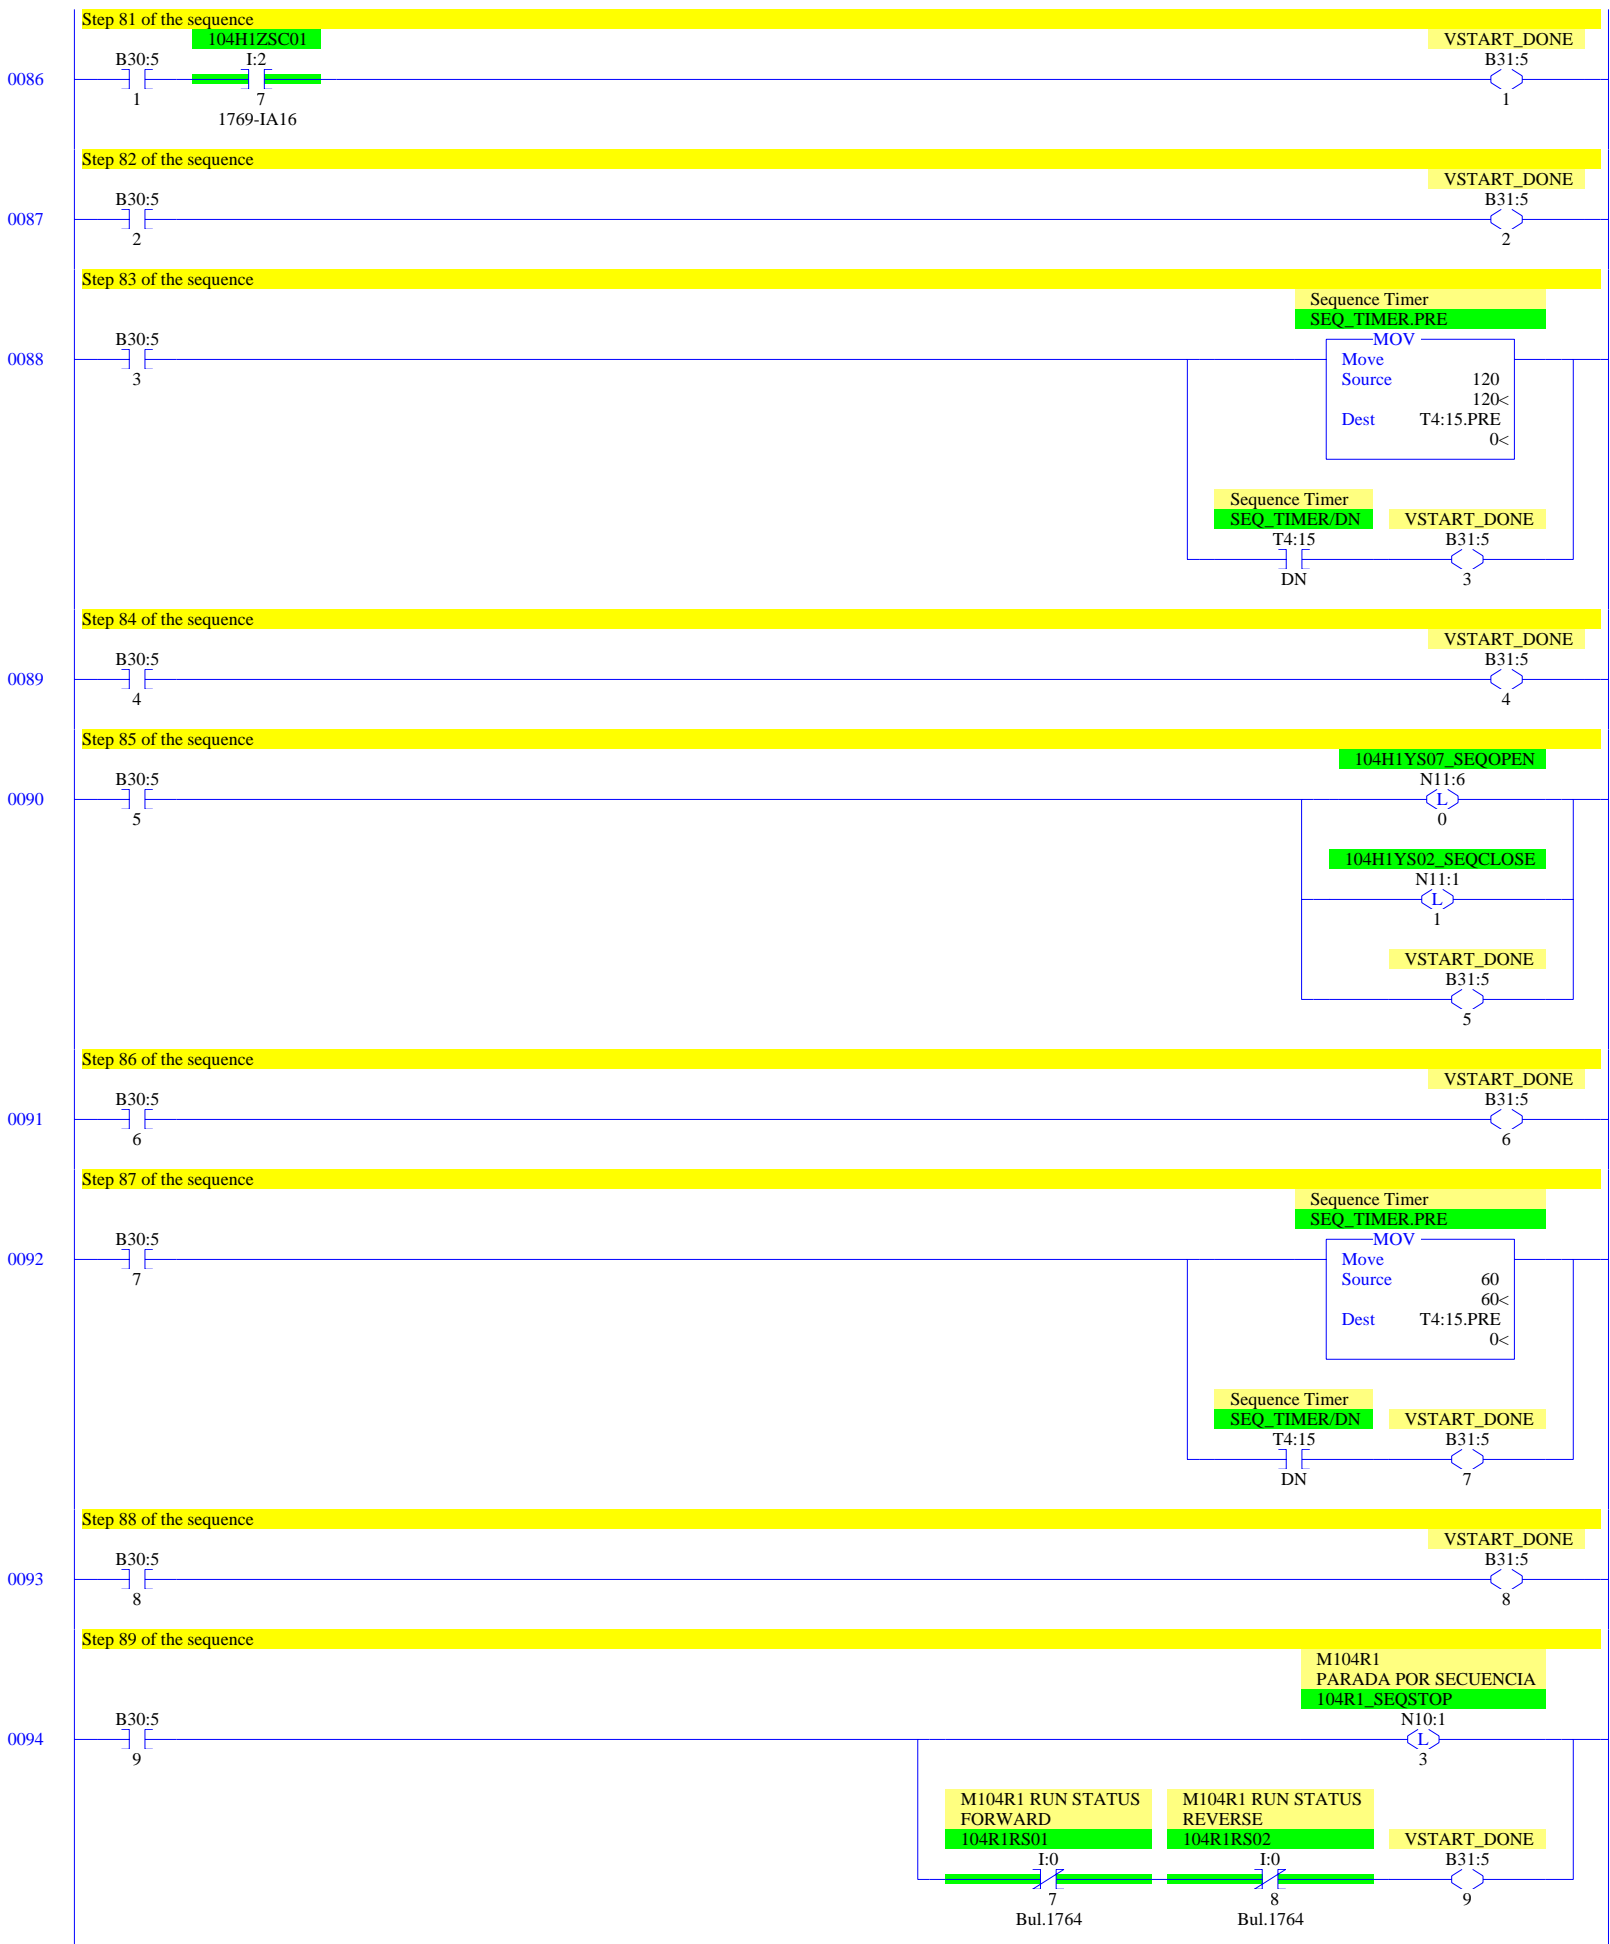 Step 81 of the sequence
104H1ZSC01 VSTART_DONE
B30:5 I:2 B31:5
0086
1 7 1
1769-IA16
Step 82 of the sequence
VSTART_DONE
B30:5 B31:5
0087
2 2
Step 83 of the sequence
Sequence Timer
SEQ_TIMER.PRE
B30:5 MOV
0088 Move
3 Source 120
120<
Dest T4:15.PRE
0<
Sequence Timer
SEQ_TIMER/DN VSTART_DONE
T4:15 B31:5
DN 3
Step 84 of the sequence
VSTART_DONE
B30:5 B31:5
0089
4 4
Step 85 of the sequence
104H1YS07_SEQOPEN
B30:5 N11:6
0090 L
5 0
104H1YS02_SEQCLOSE
N11:1
L
1
VSTART_DONE
B31:5
5
Step 86 of the sequence
VSTART_DONE
B30:5 B31:5
0091
6 6
Step 87 of the sequence
Sequence Timer
SEQ_TIMER.PRE
B30:5 MOV
0092 Move
7 Source 60
60<
Dest T4:15.PRE
0<
Sequence Timer
SEQ_TIMER/DN VSTART_DONE
T4:15 B31:5
DN 7
Step 88 of the sequence
VSTART_DONE
B30:5 B31:5
0093
8 8
Step 89 of the sequence
M104R1
PARADA POR SECUENCIA
104R1_SEQSTOP
B30:5 N10:1
0094 L
9 3
M104R1 RUN STATUS M104R1 RUN STATUS
FORWARD REVERSE
104R1RS01 104R1RS02 VSTART_DONE
I:0 I:0 B31:5
7 8 9
Bul.1764 Bul.1764